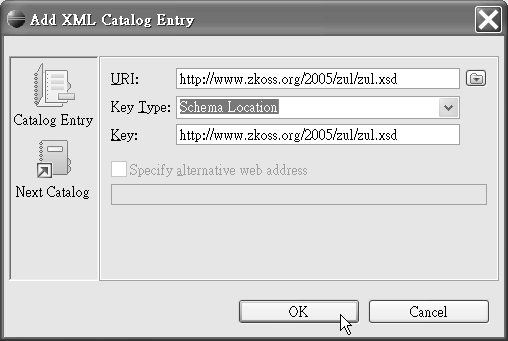 Add XML Catalog Entry
Catalog Entry
Next Catalog
URI: http://www.zkoss.org/2005/zul/zul.xsd
Key Type: Schema Location
Key: http://www.zkoss.org/2005/zul/zul.xsd
Specify alternative web address
OK Cancel